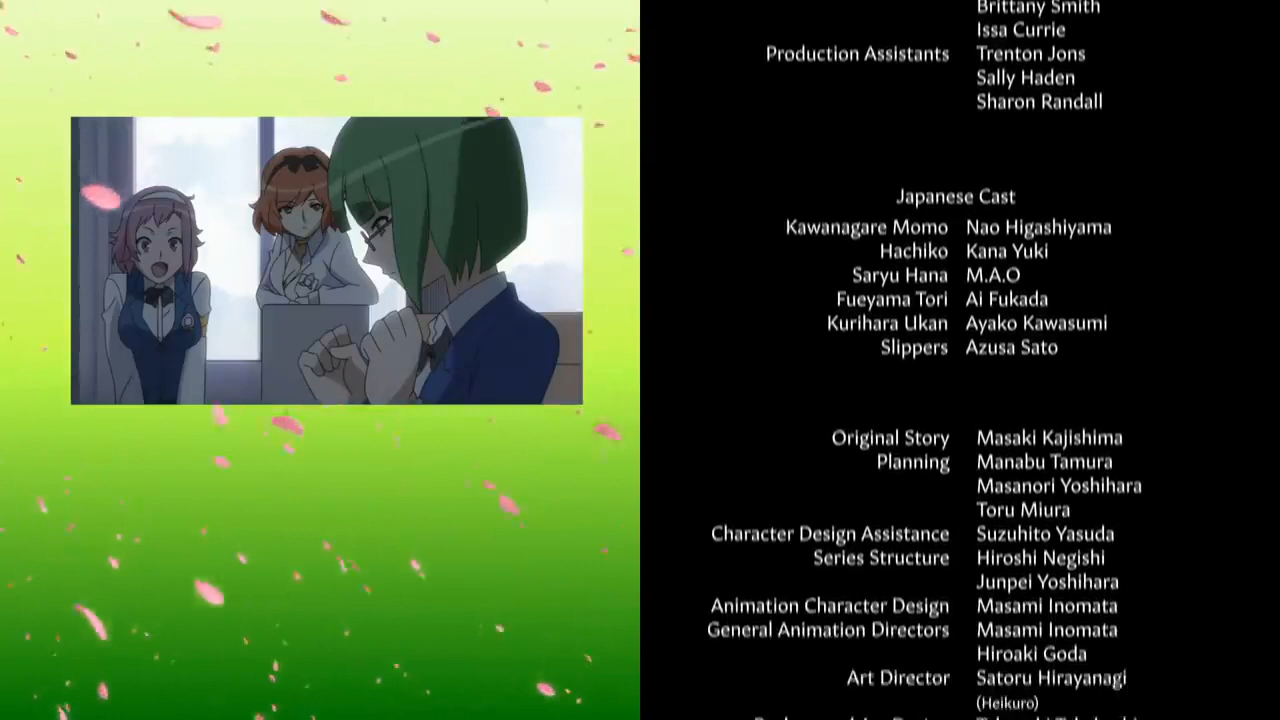 Brittany Smith
Issa Currie
Production Assistants Trenton Jons
Sally Haden
Sharon Randall
Japanese Cast
Kawanagare Momo Nao Higashiyama
Hachiko Kana Yuki
Saryu Hana M.A.O
Fueyama Tori Ai Fukada
Kurihara Ukan Ayako Kawasumi
Slippers Azusa Sato
Original Story Masaki Kajishima
Planning Manabu Tamura
Masanori Yoshihara
Toru Miura
Character Design Assistance Suzuhito Yasuda
Series Structure Hiroshi Negishi
Junpei Yoshihara
Animation Character Design Masami Inomata
General Animation Directors Masami Inomata
Hiroaki Goda
Art Director Satoru Hirayanagi
(Heikuro)